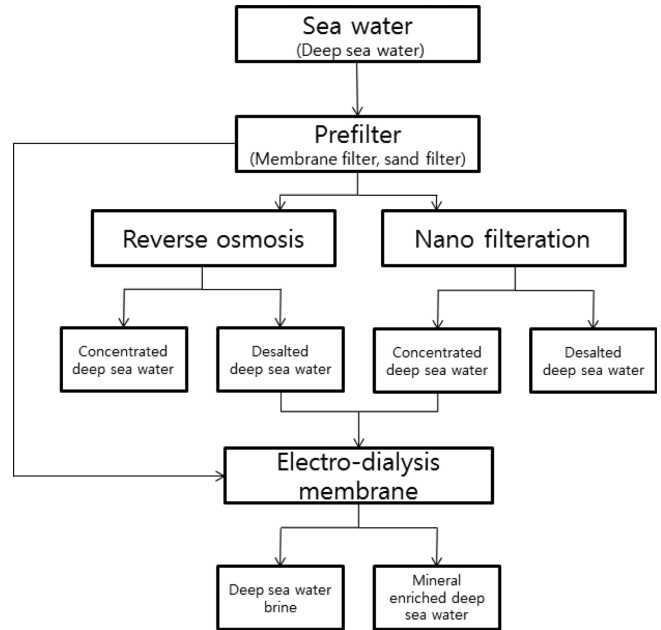 Sea water
(Deep sea water)
Prefilter
(Membrane filter, sand filter)
Reverse osmosis
Nano filteration
Concentrated
deep sea water
Desalted
deep sea water
Concentrated
deep sea water
Desalted
deep sea water
Electro-dialysis
membrane
Deep sea water
brine
Mineral
enriched deep
sea water